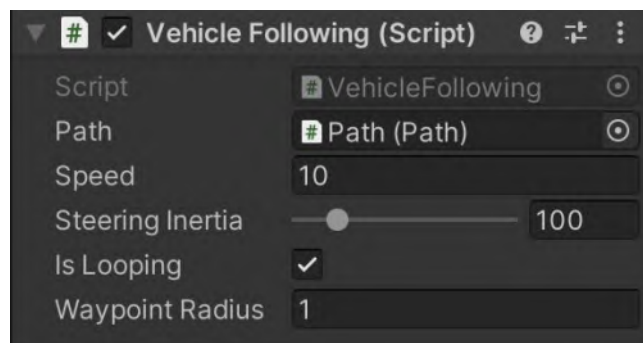 Vehicle Following (Script)
Script # VehicleFollowing
Path # Path (Path)
Speed 10
Steering Inertia 100
Is Looping
Waypoint Radius 1